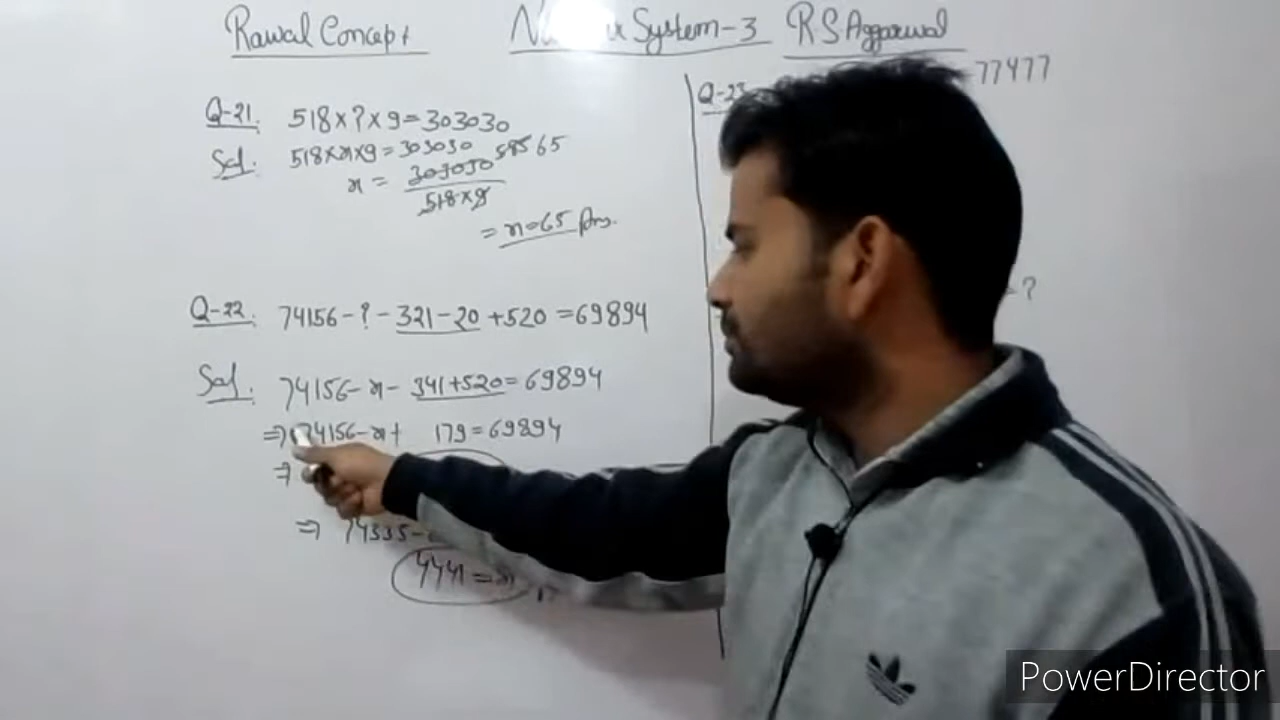 Rawal Concept
System-3
R S Aggarwal
Q-21. 518 × ? × 9 = 303030
Sol. 518 × x × 9 = 303030
x = 303030 585 65
518 × 9
= x = 65 Ans.
Q-22. 74156 - ? - 321 - 20 + 520 = 69894
Sol. 74156 - x - 341 + 520 = 69894
⇒ 74156 - x + 179 = 69894
⇒
⇒ 74335 -
4441 = x
Q-23
-77477
- ?
PowerDirector